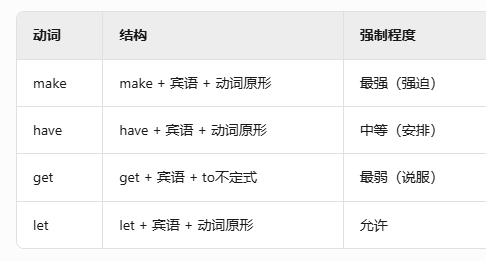 动词 结构 强制程度
make make + 宾语 + 动词原形 最强（强迫）
have have + 宾语 + 动词原形 中等（安排）
get get + 宾语 + to不定式 最弱（说服）
let let + 宾语 + 动词原形 允许